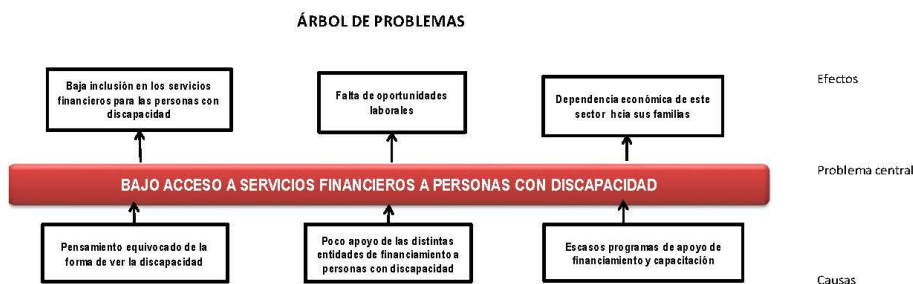 ÁRBOL DE PROBLEMAS
Baja inclusión en los servicios
financieros para las personas con
discapacidad
Falta de oportunidades
laborales
Dependencia económica de este
sector hcia sus familias
Efectos
BAJO ACCESO A SERVICIOS FINANCIEROS A PERSONAS CON DISCAPACIDAD
Problema central
Pensamiento equivocado de la
forma de ver la discapacidad
Poco apoyo de las distintas
entidades de financiamiento a
personas con discapacidad
Escasos programas de apoyo de
financiamiento y capacitación
Causas